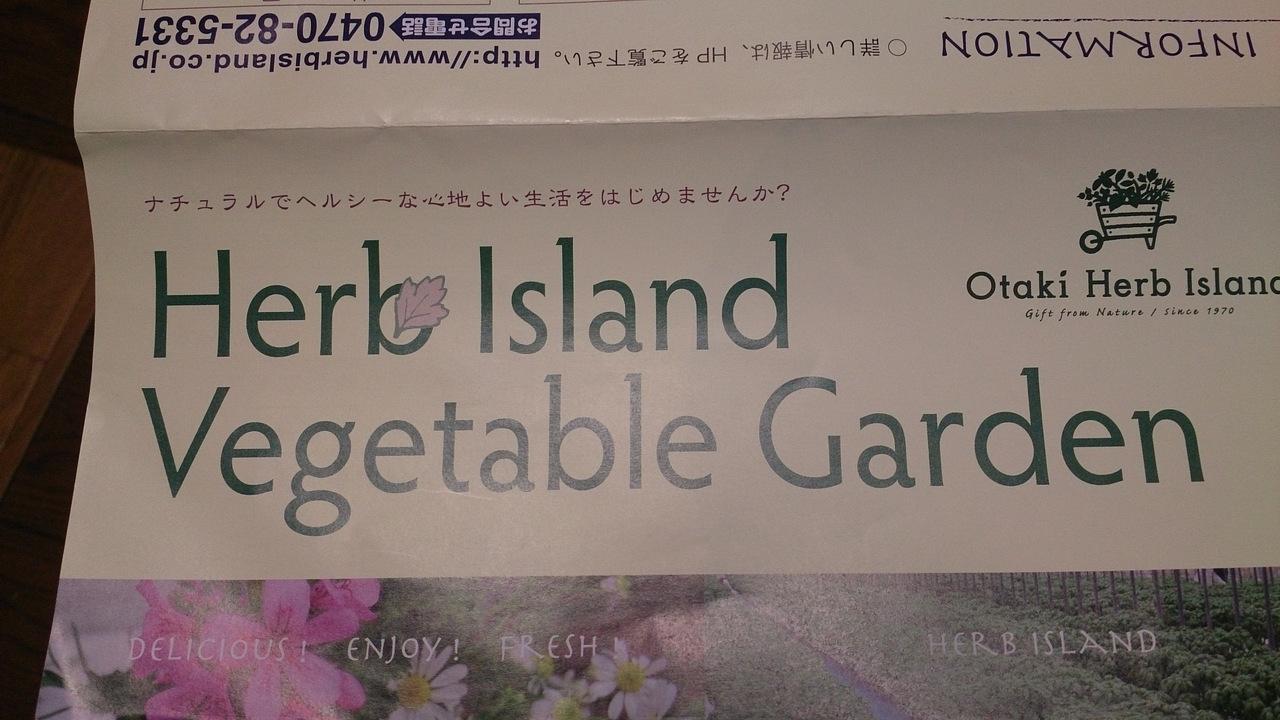 INFORMATION
○ 詳しい情報は、HPをご覧下さい。 http://www.herbisland.co.jp
お問合せ電話 0470-82-5331
ナチュラルでヘルシーな心地よい生活をはじめませんか?
Herb Island
Vegetable Garden
Otaki Herb Island
Gift from Nature / Since 1970
DELICIOUS! ENJOY! FRESH!
HERB ISLAND